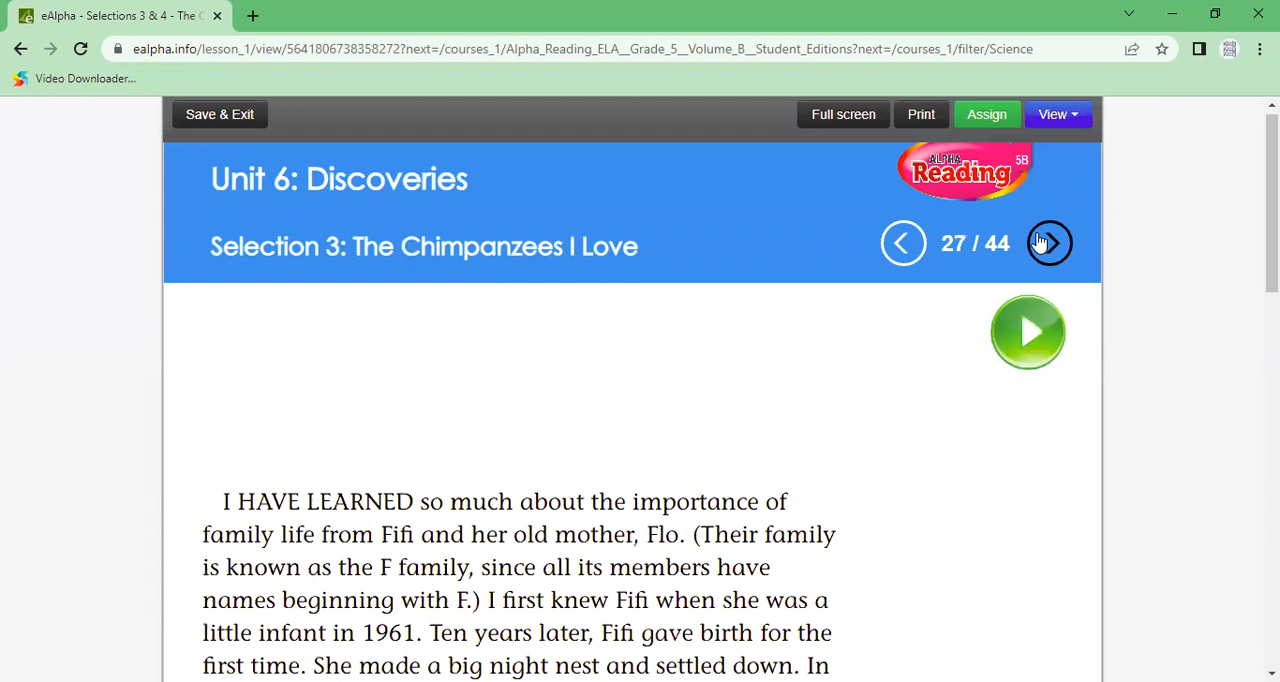 eAlpha - Selections 3 & 4 - The C
ealpha.info/lesson_1/view/5641806738358272?next=/courses_1/Alpha_Reading_ELA__Grade_5__Volume_B__Student_Editions?next=/courses_1/filter/Science
Video Downloader...
Save & Exit
Full screen
Print
Assign
View
Unit 6: Discoveries
ALPHA
Reading
5B
Selection 3: The Chimpanzees I Love
27 / 44
I HAVE LEARNED so much about the importance of
family life from Fifi and her old mother, Flo. (Their family
is known as the F family, since all its members have
names beginning with F.) I first knew Fifi when she was a
little infant in 1961. Ten years later, Fifi gave birth for the
first time. She made a big night nest and settled down. In